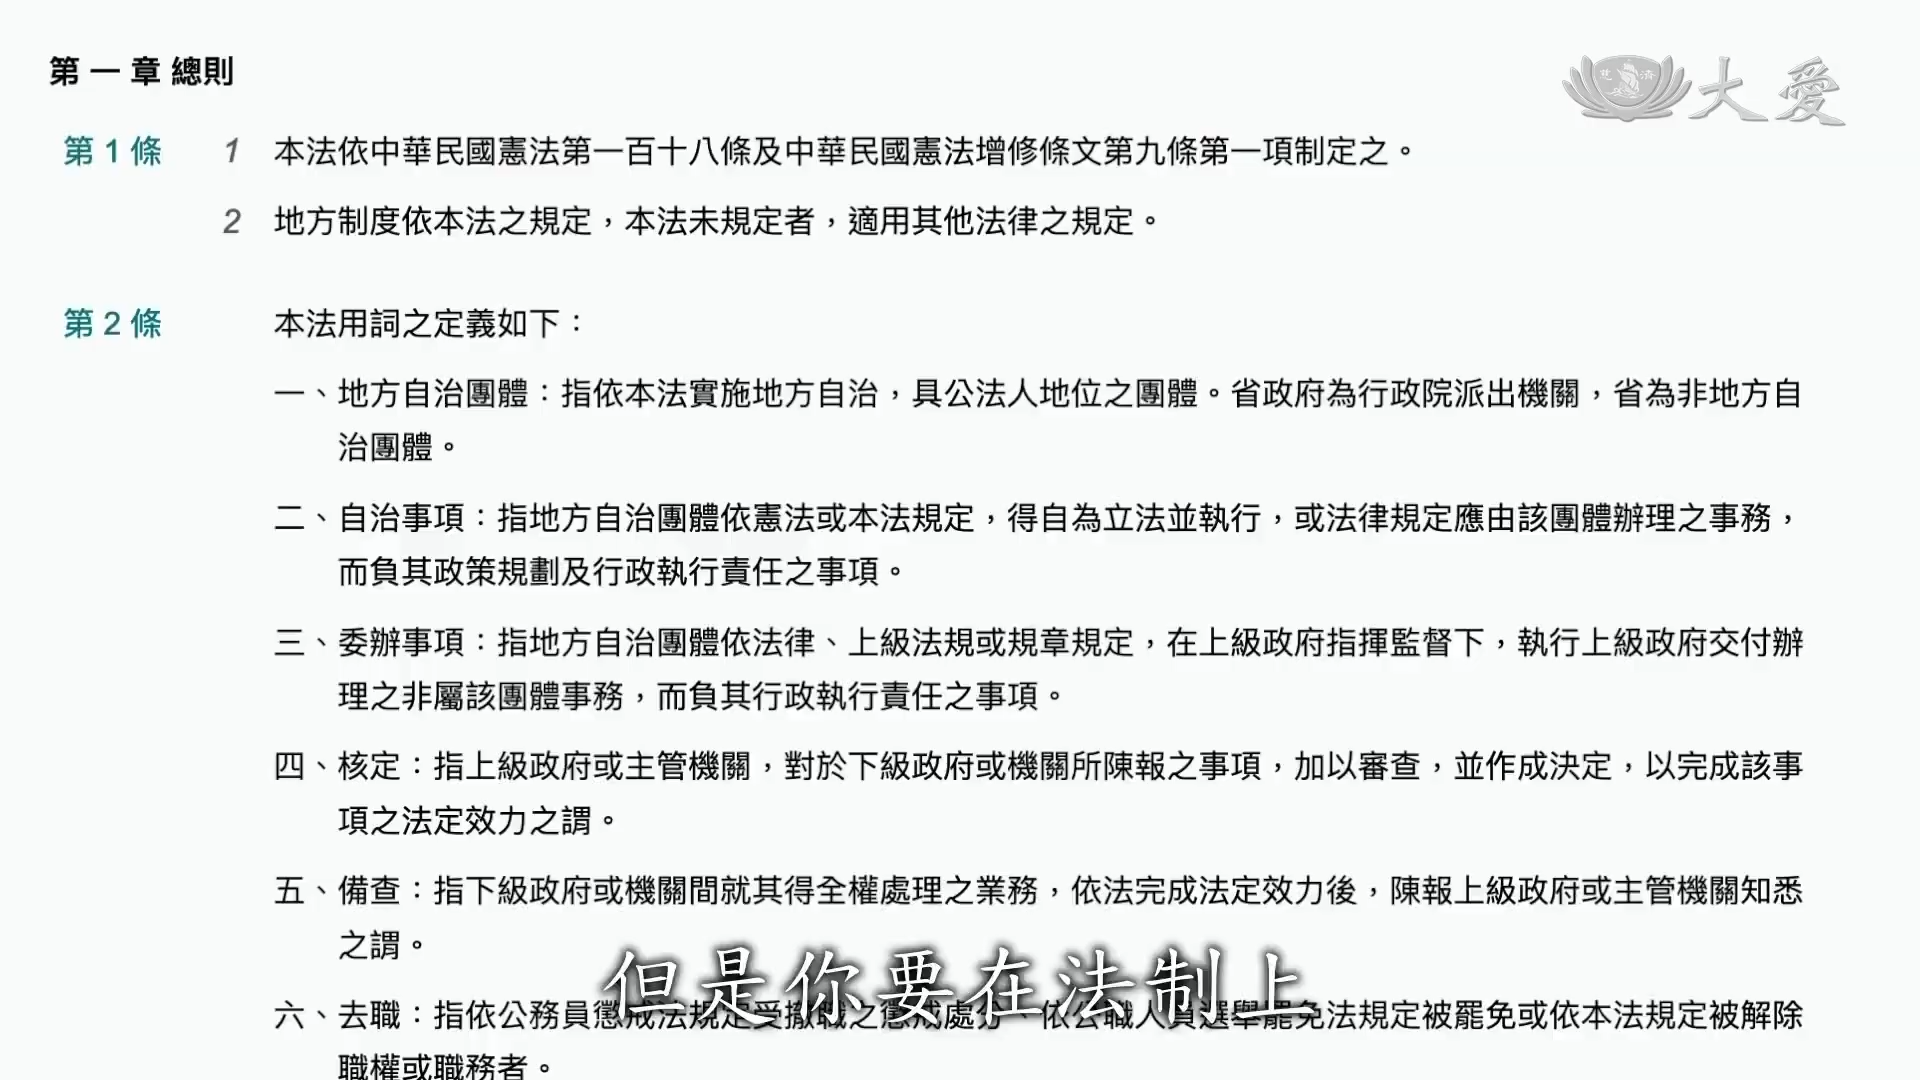 第 一 章 總則
大愛
慈濟
第 1 條 1 本法依中華民國憲法第一百十八條及中華民國憲法增修條文第九條第一項制定之。
2 地方制度依本法之規定，本法未規定者，適用其他法律之規定。
第 2 條 本法用詞之定義如下：
一、地方自治團體：指依本法實施地方自治，具公法人地位之團體。省政府為行政院派出機關，省為非地方自
治團體。
二、自治事項：指地方自治團體依憲法或本法規定，得自為立法並執行，或法律規定應由該團體辦理之事務，
而負其政策規劃及行政執行責任之事項。
三、委辦事項：指地方自治團體依法律、上級法規或規章規定，在上級政府指揮監督下，執行上級政府交付辦
理之非屬該團體事務，而負其行政執行責任之事項。
四、核定：指上級政府或主管機關，對於下級政府或機關所陳報之事項，加以審查，並作成決定，以完成該事
項之法定效力之謂。
五、備查：指下級政府或機關間就其得全權處理之業務，依法完成法定效力後，陳報上級政府或主管機關知悉
之謂。
但是你要在法制上
六、去職：指依公務員懲戒法規定受撤職之懲戒處分、依公職人員選舉罷免法規定被罷免或依本法規定被解除
職權或職務者。